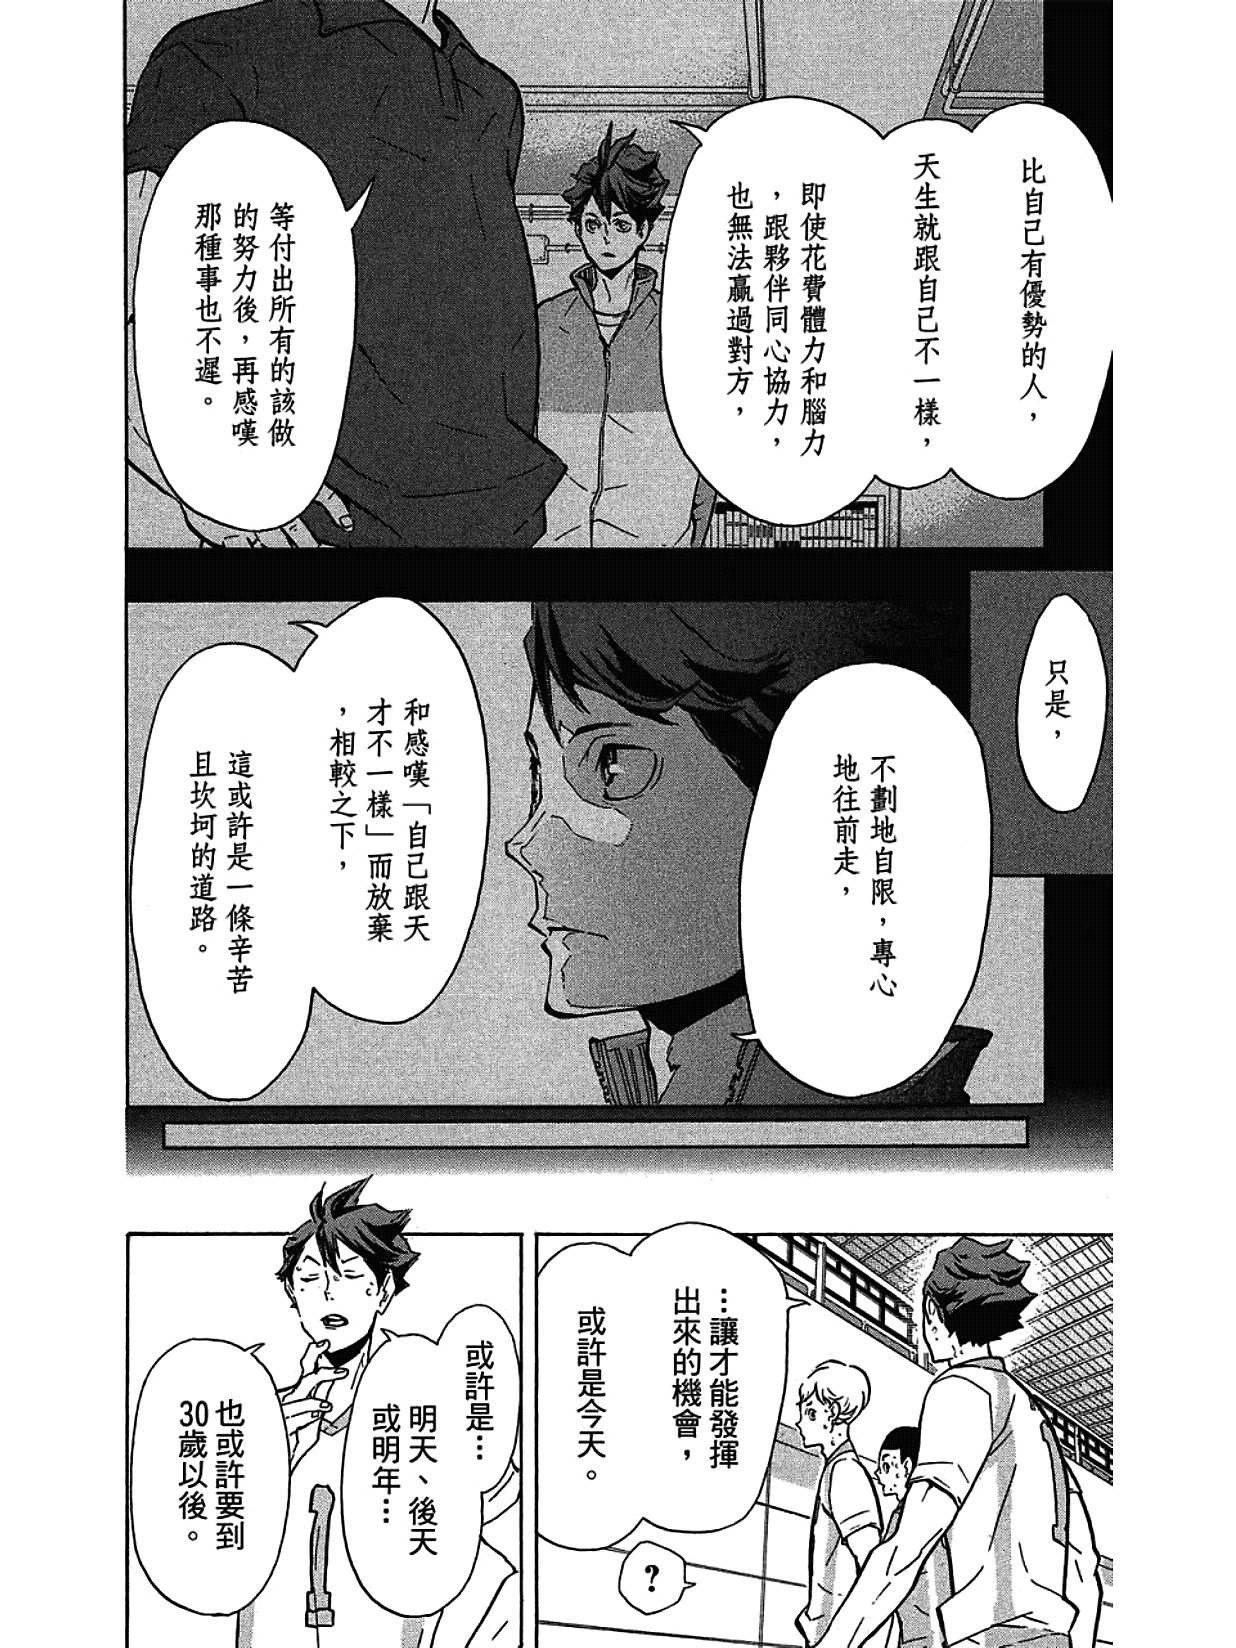 比自己有優勢的人，
天生就跟自己不一樣，
即使花費體力和腦力
，跟夥伴同心協力，
也無法贏過對方，
等付出所有的該做
的努力後，再感嘆
那種事也不遲。
只是，
不劃地自限，專心
地往前走，
和感嘆「自己跟天
才不一樣」而放棄
，相較之下，
這或許是一條辛苦
且坎坷的道路。
…讓才能發揮
出來的機會，
或許是今天。
?
或許是…
明天、後天
或明年…
也或許要到
30歲以後。